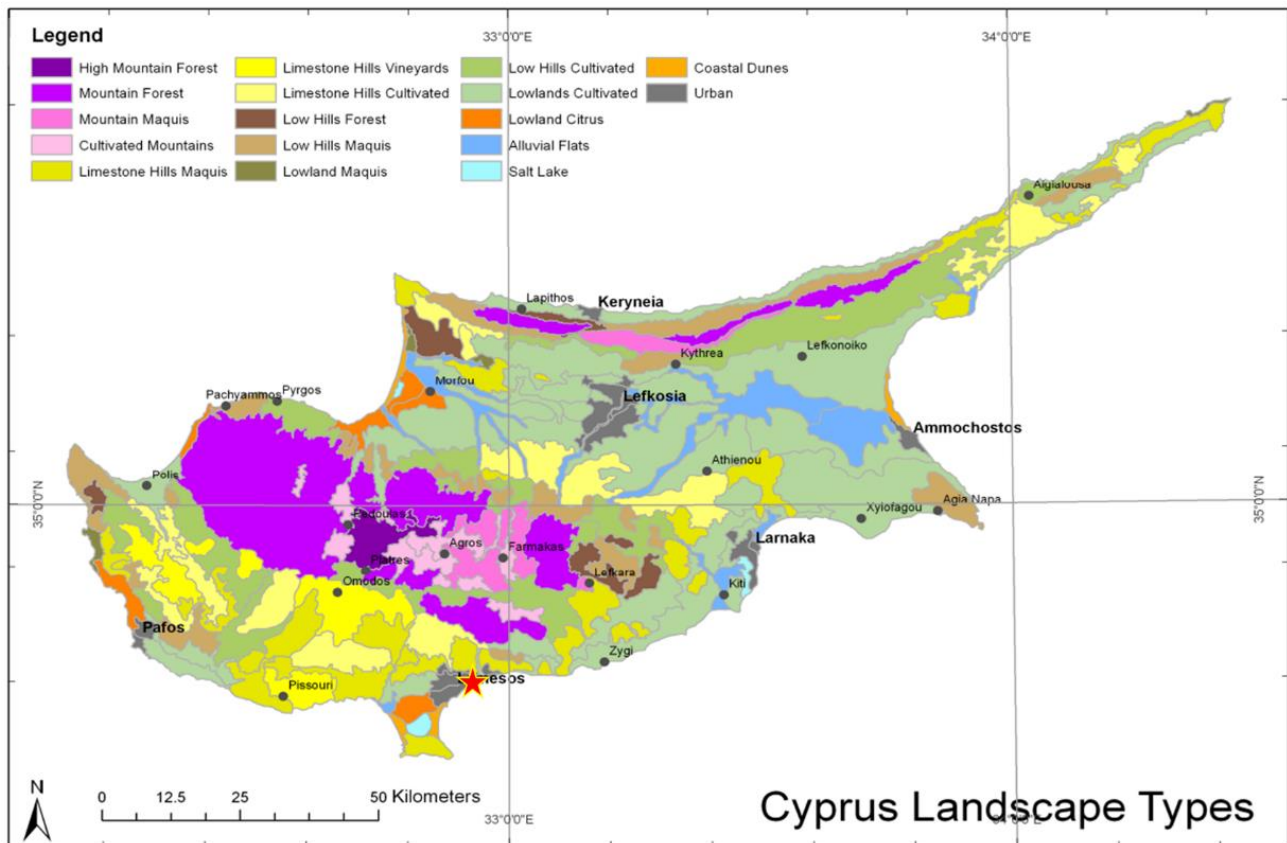 33°0'0"E
34°0'0"E
Legend
High Mountain Forest
Mountain Forest
Mountain Maquis
Cultivated Mountains
Limestone Hills Maquis
Limestone Hills Vineyards
Limestone Hills Cultivated
Low Hills Forest
Low Hills Maquis
Lowland Maquis
Low Hills Cultivated
Lowlands Cultivated
Lowland Citrus
Alluvial Flats
Salt Lake
Coastal Dunes
Urban
Aigialousa
Lapithos
Keryneia
Kythrea
Lefkonoiko
Morfou
Pachyammos
Pyrgos
Lefkosia
Ammochostos
Athienou
Polis
35°0'0"N
35°0'0"N
Agia Napa
Xylofagou
Pedoulas
Larnaka
Agros
Farmakas
Platres
Lefkara
Omodos
Kiti
Pafos
Zygi
Pissouri
N
0
12.5
25
50 Kilometers
33°0'0"E
Cyprus Landscape Types